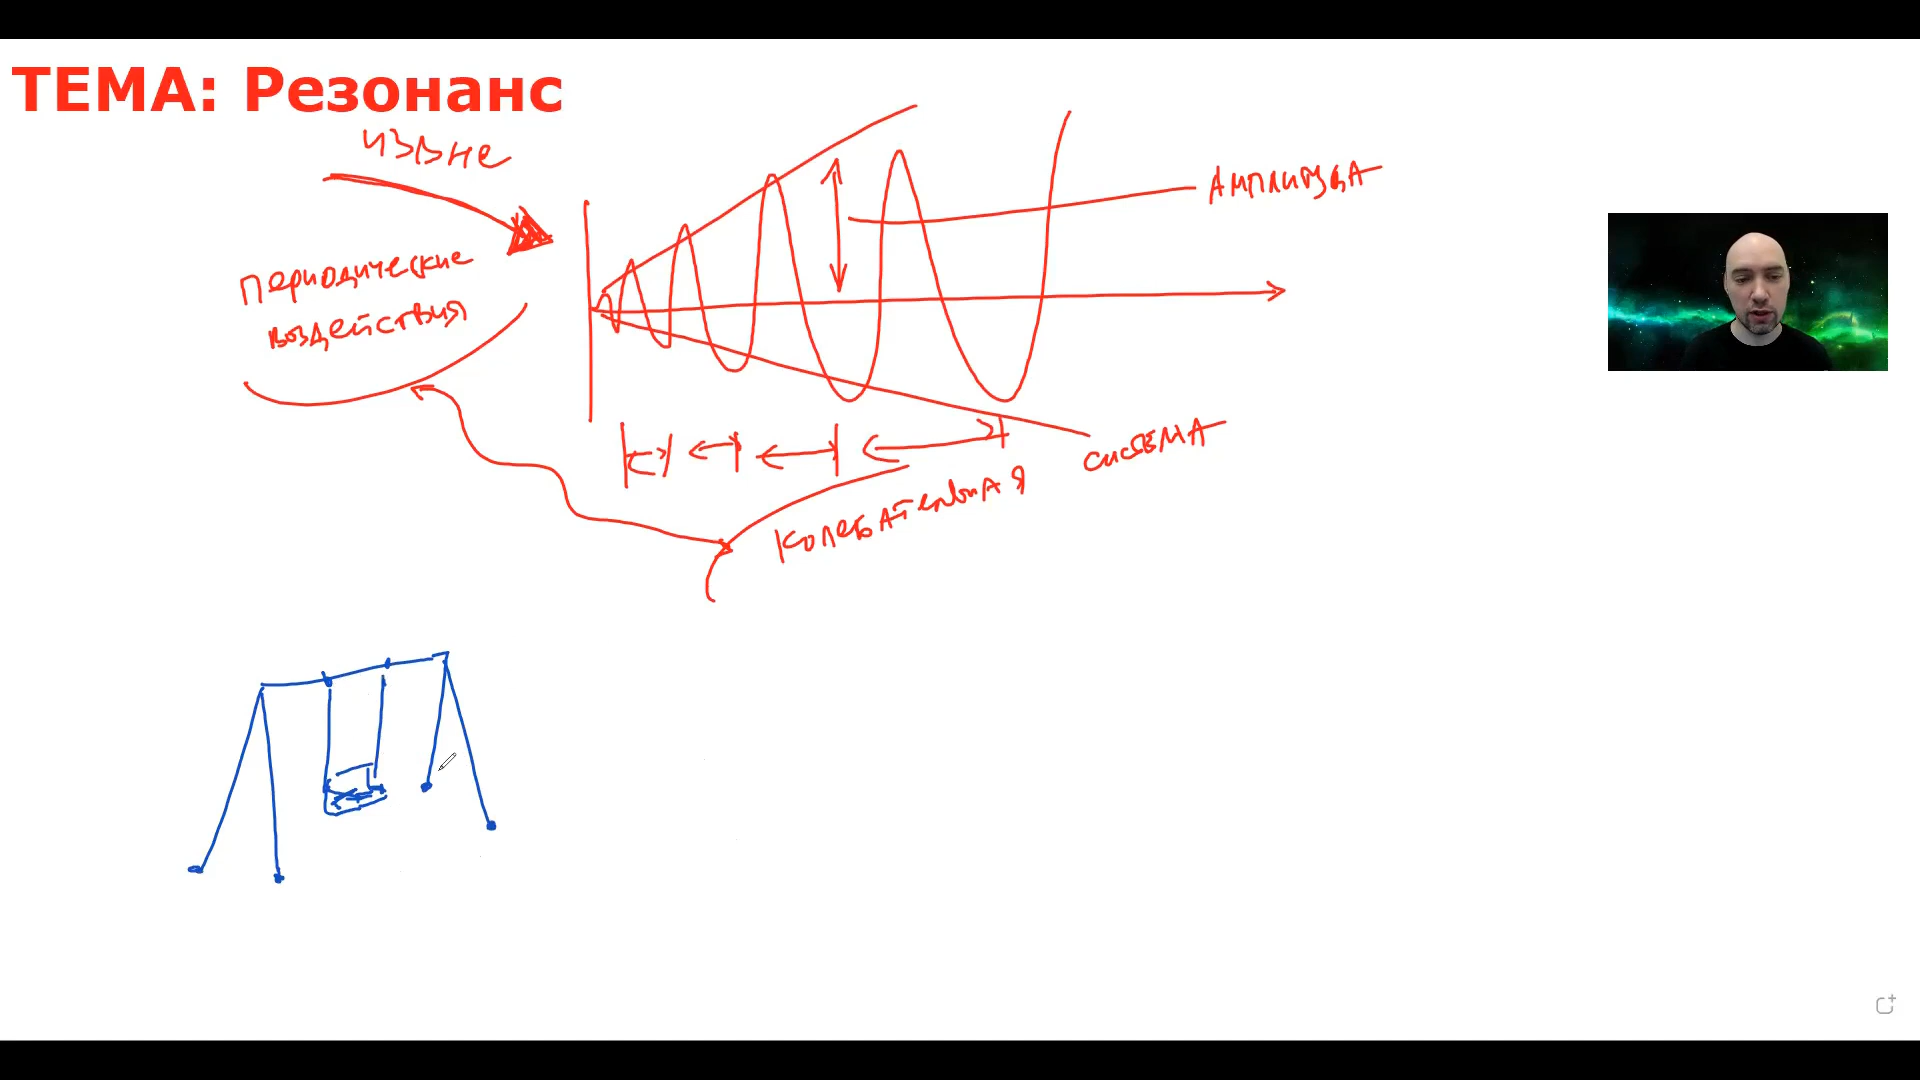 ТЕМА: Резонанс
извне
периодические
воздействия
Амплитуда
колебательная
система